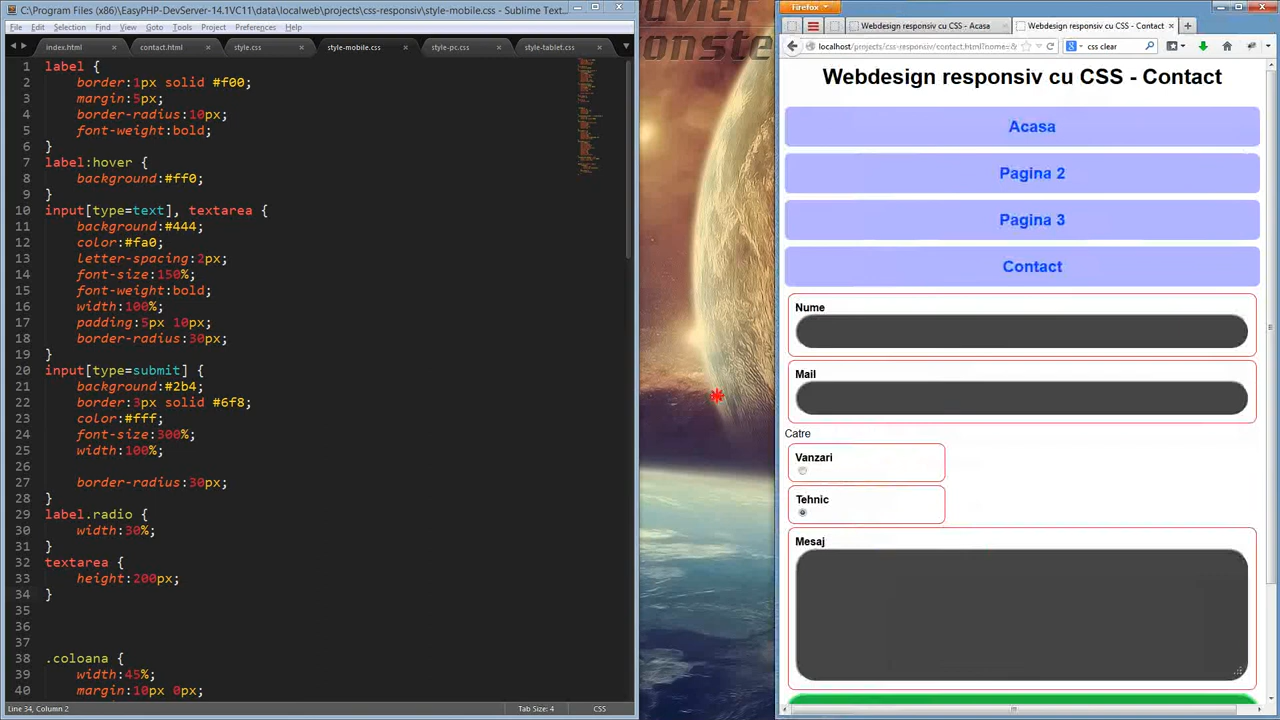 C:\Program Files (x86)\EasyPHP-DevServer-14.1VC11\data\localweb\projects\css-responsiv\style-mobile.css - Sublime Text...
File Edit Selection Find View Goto Tools Project Preferences Help
index.html contact.html style.css style-mobile.css style-pc.css style-tablet.css
1 label {
2 border:1px solid #f00;
3 margin:5px;
4 border-radius:10px;
5 font-weight:bold;
6 }
7 label:hover {
8 background:#ff0;
9 }
10 input[type=text], textarea {
11 background:#444;
12 color:#fa0;
13 letter-spacing:2px;
14 font-size:150%;
15 font-weight:bold;
16 width:100%;
17 padding:5px 10px;
18 border-radius:30px;
19 }
20 input[type=submit] {
21 background:#2b4;
22 border:3px solid #6f8;
23 color:#fff;
24 font-size:300%;
25 width:100%;
26
27 border-radius:30px;
28 }
29 label.radio {
30 width:30%;
31 }
32 textarea {
33 height:200px;
34 }
35
36
37
38 .coloana {
39 width:45%;
40 margin:10px 0px;
Line 34, Column 2 Tab Size: 4 CSS
Firefox
Webdesign responsiv cu CSS - Acasa Webdesign responsiv cu CSS - Contact
localhost/projects/css-responsiv/contact.html?nome=& css clear
Webdesign responsiv cu CSS - Contact
Acasa
Pagina 2
Pagina 3
Contact
Nume
Mail
Catre
Vanzari
Tehnic
Mesaj